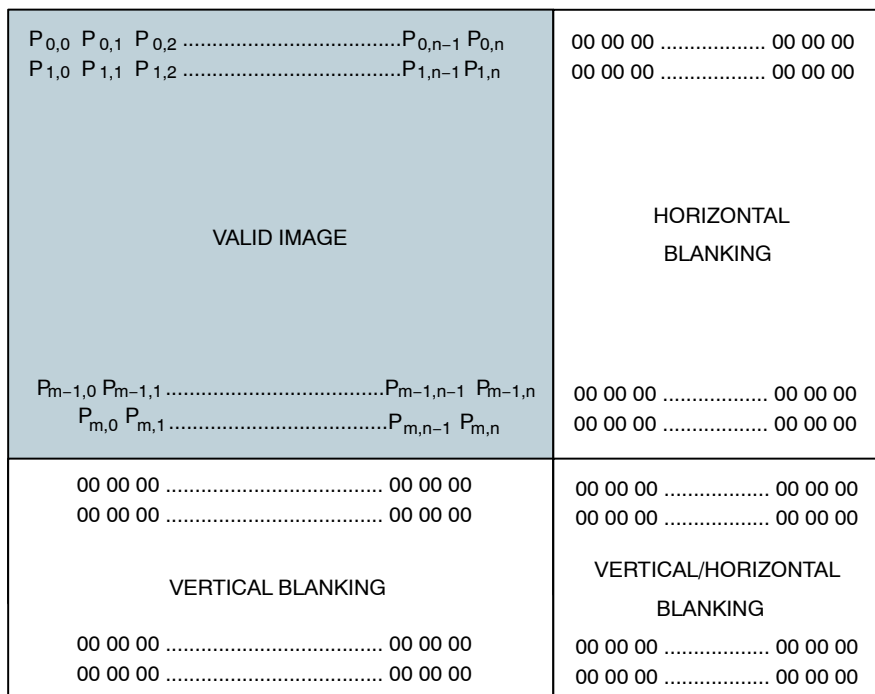 P0,0 P0,1 P0,2 ......................................P0,n−1 P0,n 00 00 00 .................. 00 00 00
P1,0 P1,1 P1,2 ......................................P1,n−1 P1,n 00 00 00 .................. 00 00 00
VALID IMAGE
HORIZONTAL
BLANKING
Pm−1,0 Pm−1,1 ......................................Pm−1,n−1 Pm−1,n 00 00 00 .................. 00 00 00
Pm,0 Pm,1 ......................................Pm,n−1 Pm,n 00 00 00 .................. 00 00 00
00 00 00 ...................................... 00 00 00 00 00 00 .................. 00 00 00
00 00 00 ...................................... 00 00 00 00 00 00 .................. 00 00 00
VERTICAL BLANKING
VERTICAL/HORIZONTAL
BLANKING
00 00 00 ...................................... 00 00 00 00 00 00 .................. 00 00 00
00 00 00 ...................................... 00 00 00 00 00 00 .................. 00 00 00